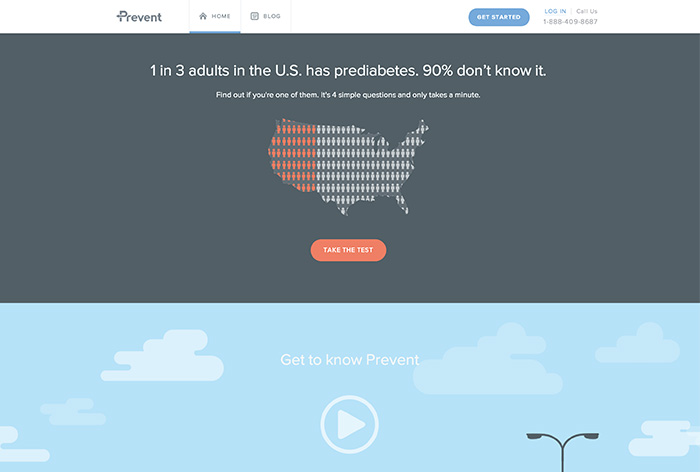 Prevent
HOME
BLOG
GET STARTED
LOG IN | Call Us
1-888-409-8687
1 in 3 adults in the U.S. has prediabetes. 90% don’t know it.
Find out if you're one of them. it's 4 simple questions and only takes a minute.
TAKE THE TEST
Get to know Prevent